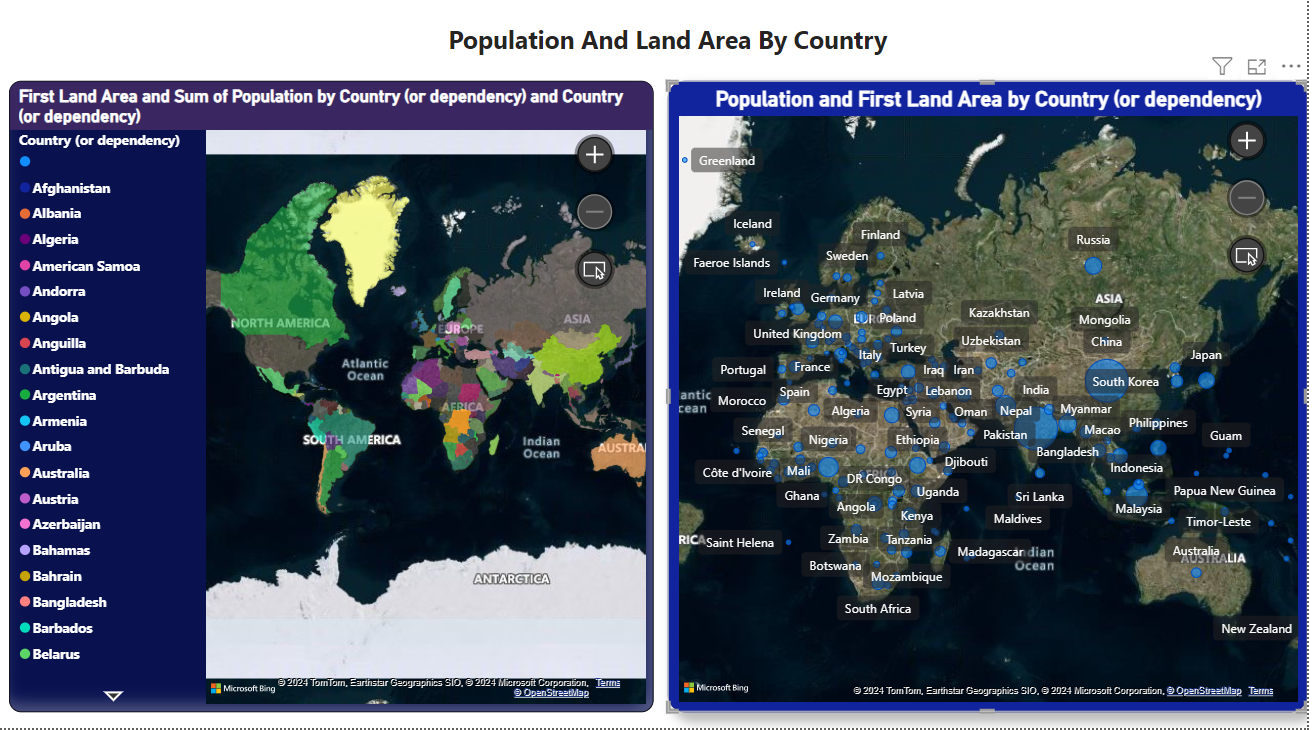 Population And Land Area By Country
First Land Area and Sum of Population by Country (or dependency) and Country
(or dependency)
Country (or dependency)
Afghanistan
Albania
Algeria
American Samoa
Andorra
Angola
Anguilla
Antigua and Barbuda
Argentina
Armenia
Aruba
Australia
Austria
Azerbaijan
Bahamas
Bahrain
Bangladesh
Barbados
Belarus
NORTH AMERICA
EUROPE
ASIA
Atlantic
Ocean
AFRICA
SOUTH AMERICA
Indian
Ocean
AUSTRA
ANTARCTICA
Microsoft Bing
© 2024 TomTom, Earthstar Geographics SIO, © 2024 Microsoft Corporation, Terms
© OpenStreetMap
Population and First Land Area by Country (or dependency)
Greenland
Iceland
Finland
Russia
Sweden
Faeroe Islands
Ireland
Germany
Latvia
ASIA
Kazakhstan
Poland
Mongolia
United Kingdom
Uzbekistan
China
Turkey
Italy
Japan
Portugal
France
Iraq
Iran
South Korea
Spain
Egypt
Lebanon
India
antic
cean
Morocco
Algeria
Syria
Oman
Nepal
Myanmar
Philippines
Senegal
Nigeria
Ethiopia
Pakistan
Macao
Guam
Bangladesh
Djibouti
Indonesia
Côte d'Ivoire
Mali
DR Congo
Ghana
Uganda
Sri Lanka
Papua New Guinea
Angola
Kenya
Maldives
Malaysia
Timor-Leste
RICA
Saint Helena
Zambia
Tanzania
Madagascar
dian
Ocean
Australia
AUSTRALIA
Botswana
Mozambique
South Africa
New Zealand
Microsoft Bing
© 2024 TomTom, Earthstar Geographics SIO, © 2024 Microsoft Corporation, © OpenStreetMap Terms